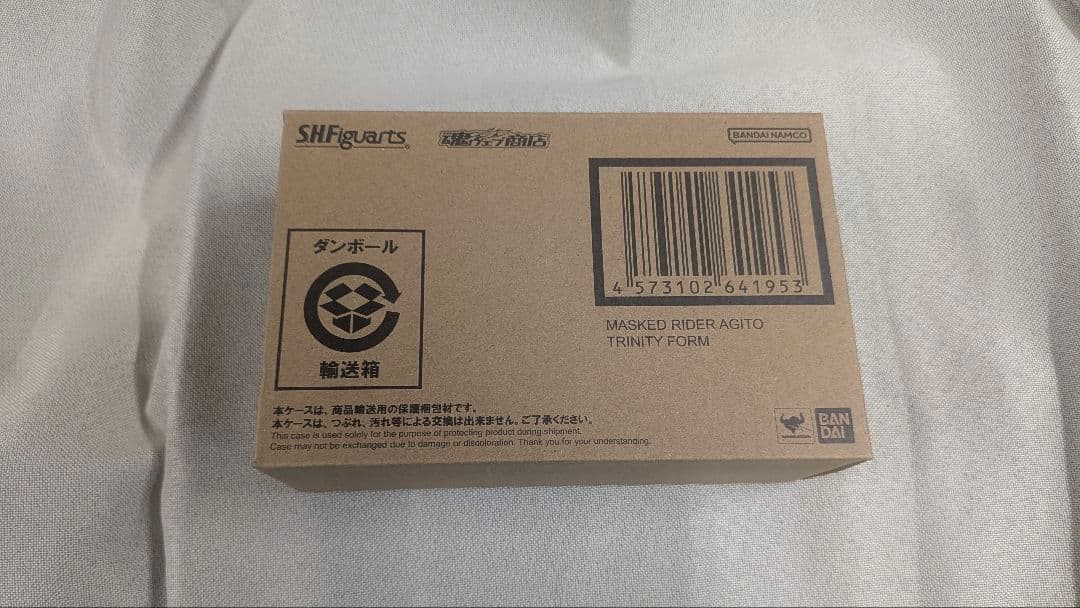 S.H.Figuarts
魂ウェブ商店
BANDAI NAMCO
ダンボール
輸送箱
4 573102 641953
MASKED RIDER AGITO
TRINITY FORM
本ケースは、商品輸送用の保護梱包材です。
本ケースは、つぶれ、汚れ等による交換は出来ません。ご了承ください。
This case is used solely for the purpose of protecting product during shipment.
Case may not be exchanged due to damage or discoloration. Thank you for your understanding.
BAN
DAI